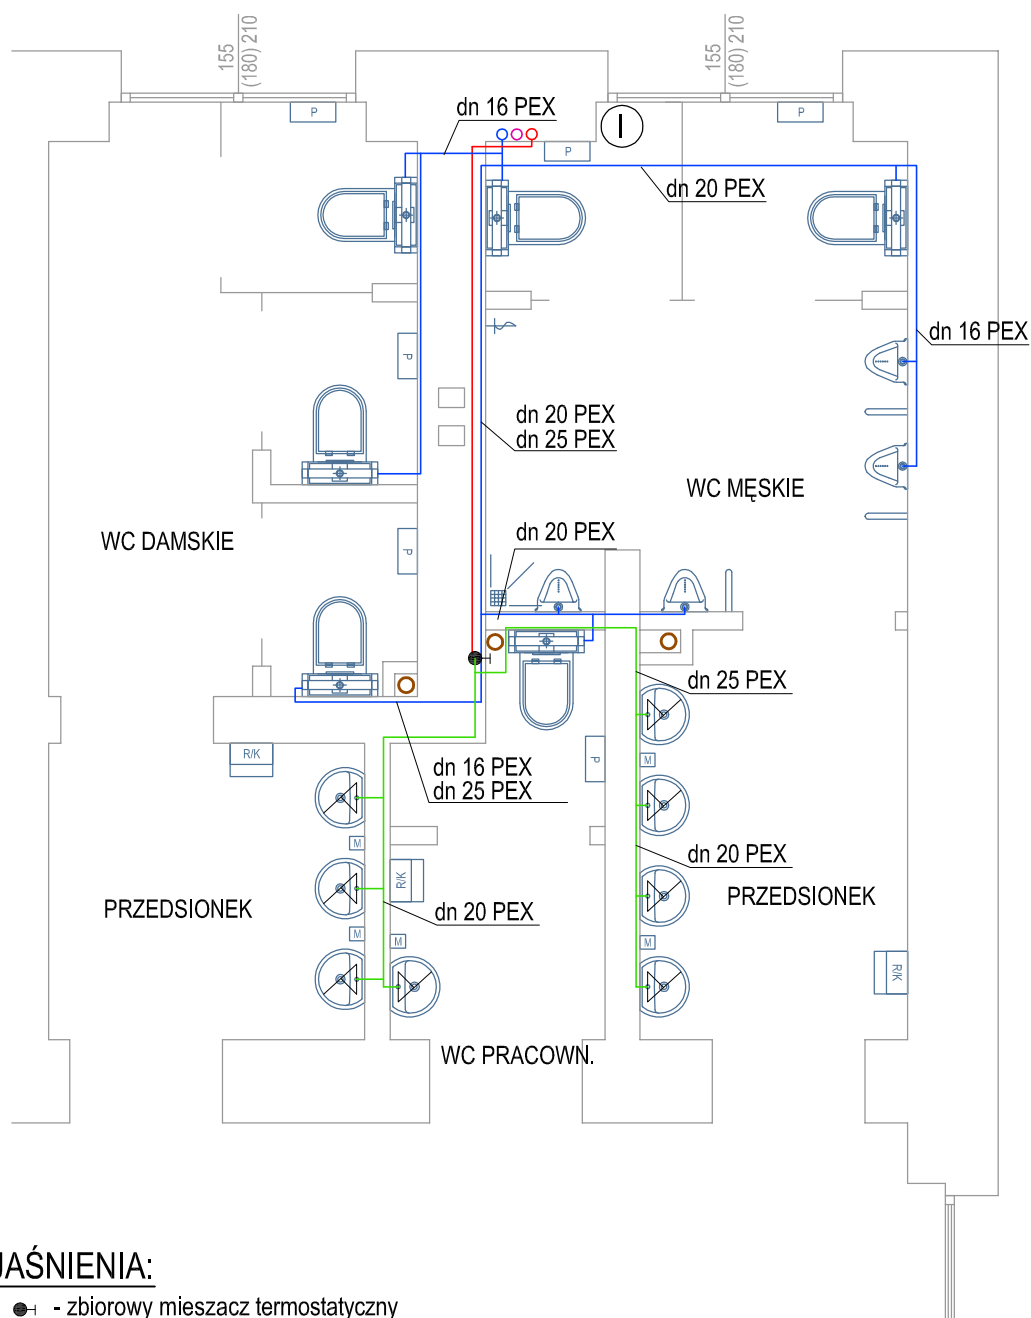 155
(180) 210
155
(180) 210
P
dn 16 PEX
P
I
P
dn 20 PEX
dn 16 PEX
P
dn 20 PEX
dn 25 PEX
WC MĘSKIE
WC DAMSKIE
dn 20 PEX
P
dn 25 PEX
R/K
P
M
dn 16 PEX
dn 25 PEX
M
dn 20 PEX
R/K
PRZEDSIONEK
PRZEDSIONEK
dn 20 PEX
M
M
M
R/K
WC PRACOWN.
JAŚNIENIA:
- zbiorowy mieszacz termostatyczny